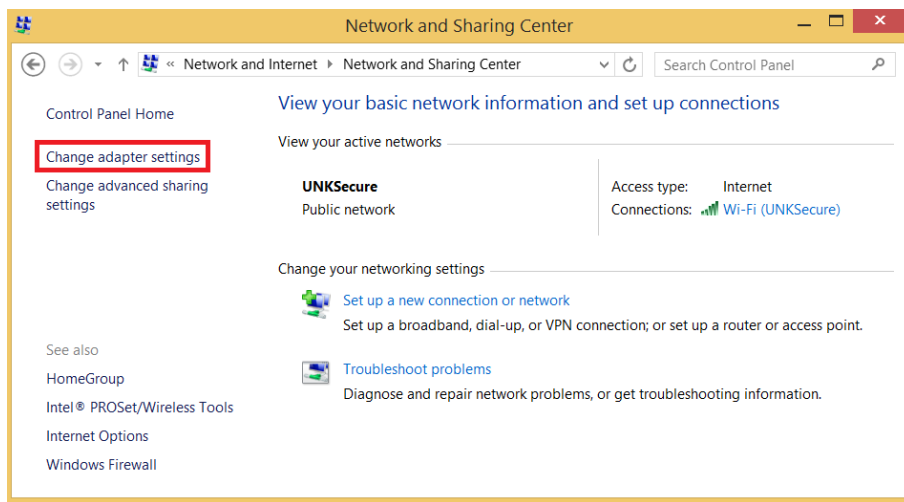 Network and Sharing Center
« Network and Internet Network and Sharing Center
Search Control Panel
Control Panel Home
Change adapter settings
Change advanced sharing
settings
See also
HomeGroup
Intel® PROSet/Wireless Tools
Internet Options
Windows Firewall
View your basic network information and set up connections
View your active networks
UNKSecure
Public network
Access type: Internet
Connections: Wi-Fi (UNKSecure)
Change your networking settings
Set up a new connection or network
Set up a broadband, dial-up, or VPN connection; or set up a router or access point.
Troubleshoot problems
Diagnose and repair network problems, or get troubleshooting information.